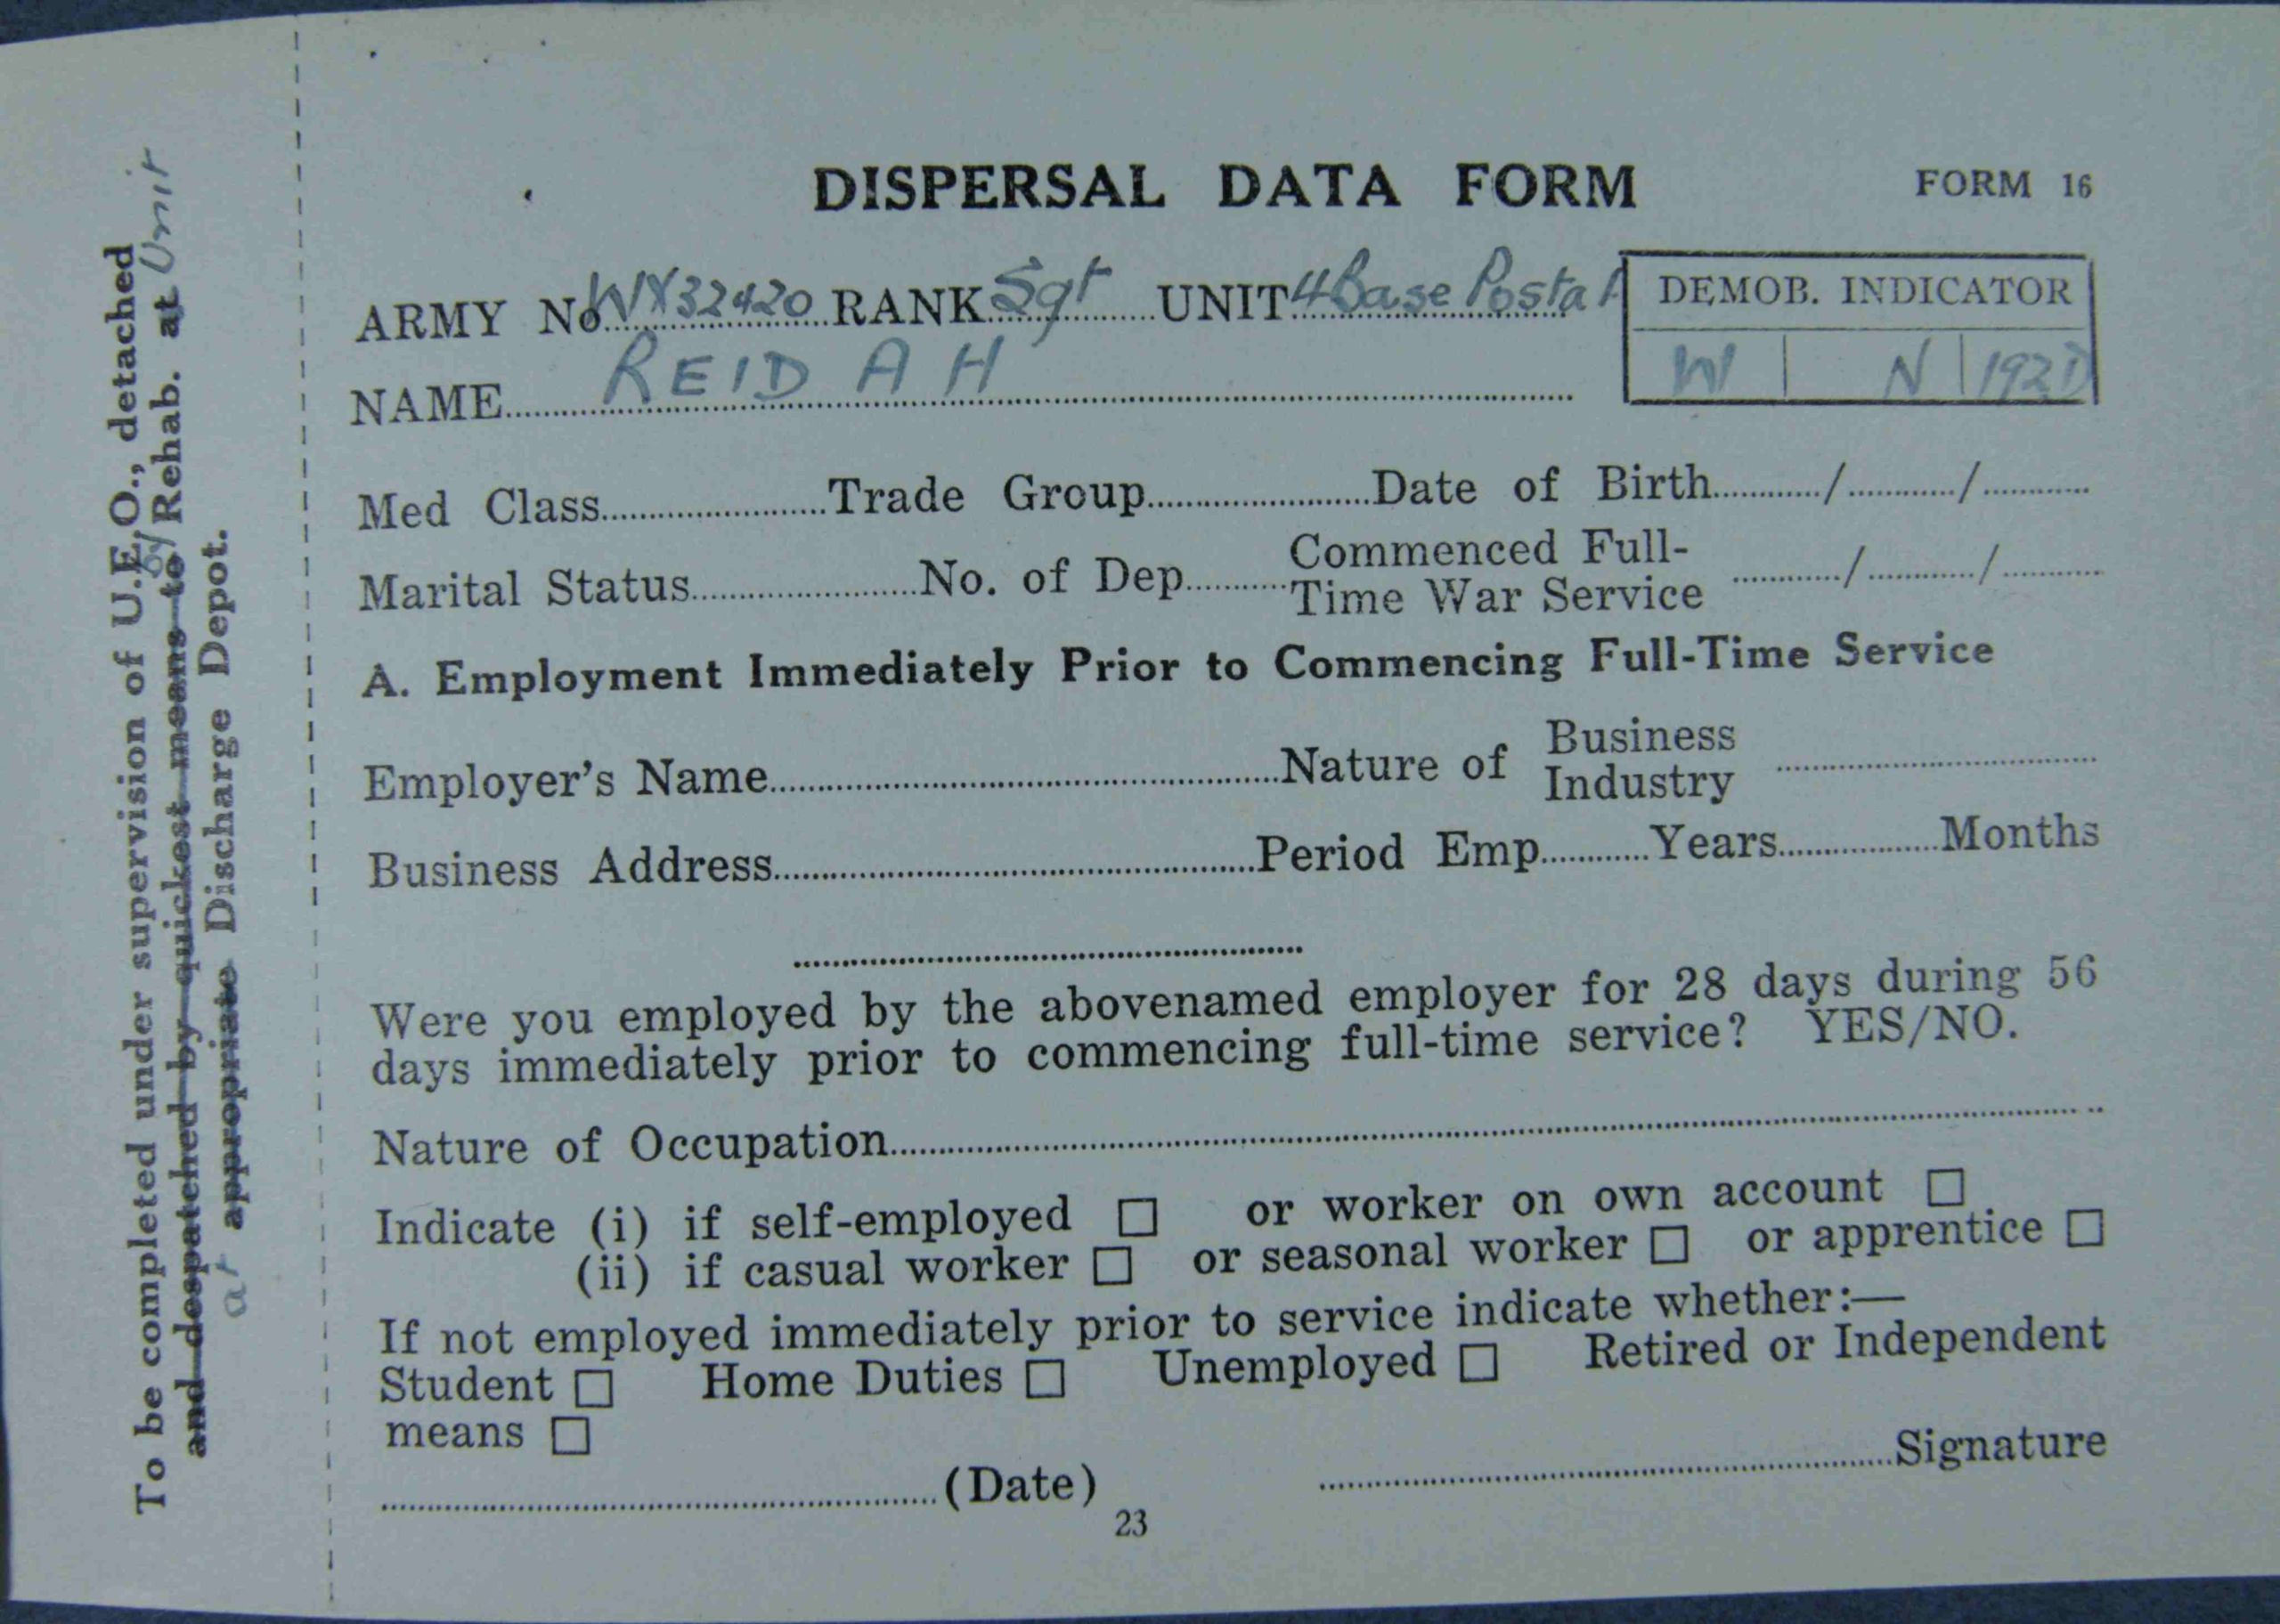 DISPERSAL DATA FORM FORM 16
ARMY No WX32420 RANK Sgt UNIT 4 Base Postal
DEMOB. INDICATOR
W N 192D
NAME REID A H
Med Class Trade Group Date of Birth / /
Marital Status No. of Dep Commenced Full-
Time War Service / /
A. Employment Immediately Prior to Commencing Full-Time Service
Employer's Name Nature of Business
Industry
Business Address Period Emp Years Months
Were you employed by the abovenamed employer for 28 days during 56
days immediately prior to commencing full-time service? YES/NO.
Nature of Occupation
Indicate (i) if self-employed □ or worker on own account □
(ii) if casual worker □ or seasonal worker □ or apprentice □
If not employed immediately prior to service indicate whether:—
Student □ Home Duties □ Unemployed □ Retired or Independent
means □
(Date) Signature
23
To be completed under supervision of U.E.O., detached
and despatched by quickest means to by Rehab. at Unit
at appropriate Discharge Depot.